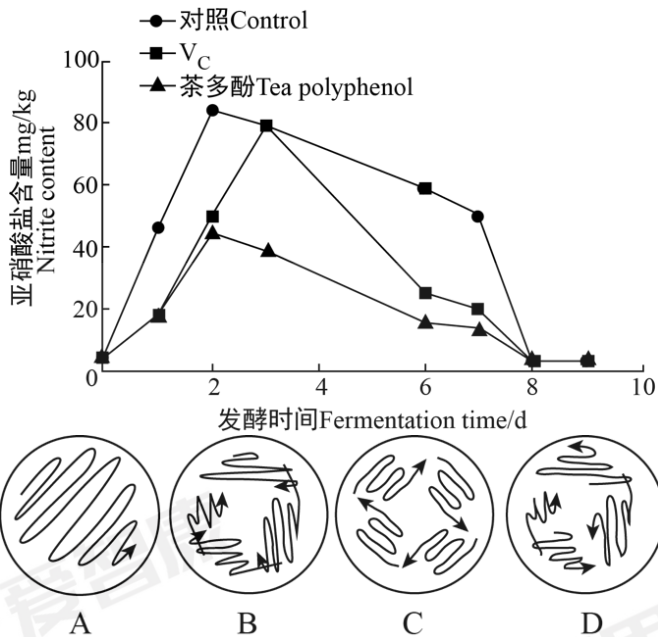 对照Control
V_C
茶多酚Tea polyphenol
亚硝酸盐含量mg/kg
Nitrite content
100
80
60
40
20
0
2
4
6
8
10
发酵时间Fermentation time/d
A
B
C
D